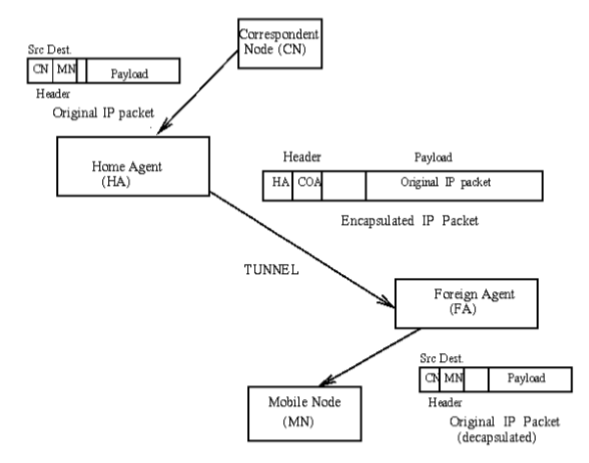 Correspondent
Node (CN)
Src Dest.
CN MN Payload
Header
Original IP packet
Home Agent
(HA)
Header Payload
HA COA Original IP packet
Encapsulated IP Packet
TUNNEL
Foreign Agent
(FA)
Src Dest.
CN MN Payload
Header
Mobile Node
(MN)
Original IP Packet
(decapsulated)